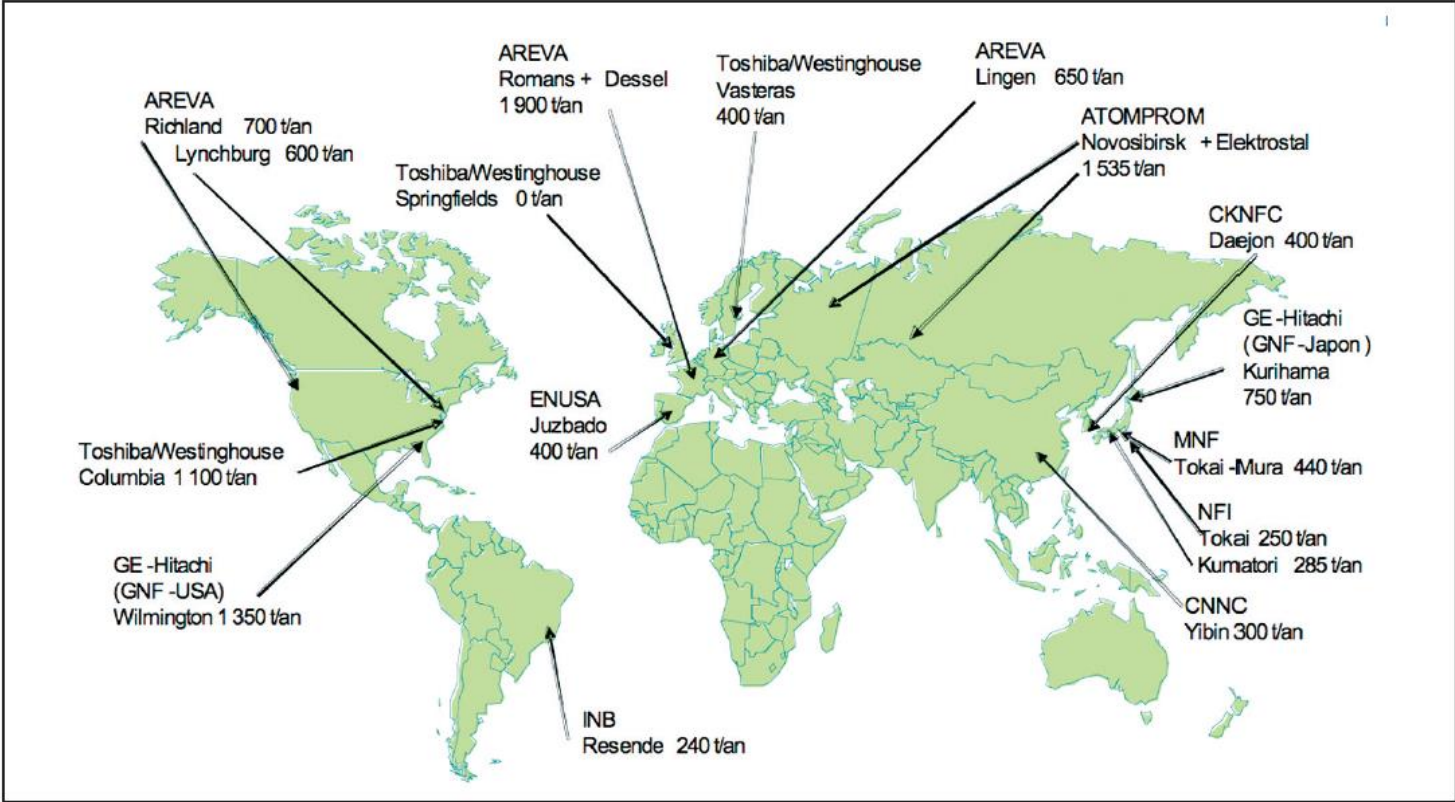 AREVA
Richland 700 t/an
Lynchburg 600 t/an
AREVA
Romans + Dessel
1 900 t/an
Toshiba/Westinghouse
Vasteras
400 t/an
AREVA
Lingen 650 t/an
ATOMPROM
Novosibirsk + Elektrostal
1 535 t/an
Toshiba/Westinghouse
Springfields 0 t/an
CKNFC
Daejon 400 t/an
GE-Hitachi
(GNF-Japon)
Kurihama
750 t/an
ENUSA
Juzbado
400 t/an
Toshiba/Westinghouse
Columbia 1 100 t/an
MNF
Tokai-Mura 440 t/an
NFI
Tokai 250 t/an
Kumatori 285 t/an
GE-Hitachi
(GNF-USA)
Wilmington 1 350 t/an
CNNC
Yibin 300 t/an
INB
Resende 240 t/an